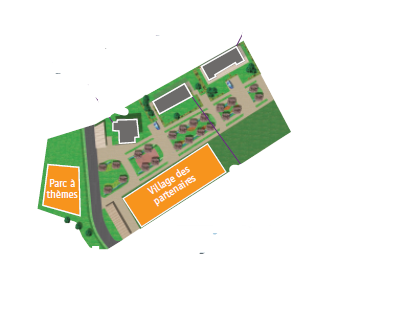 Parc à
thèmes
Village des
partenaires